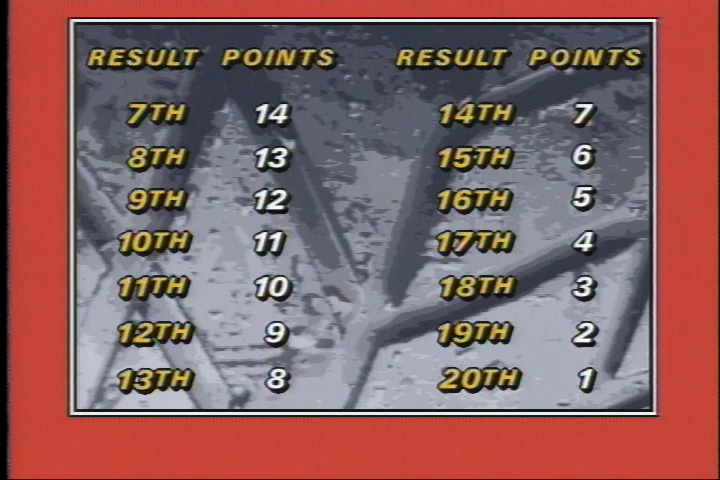 RESULT POINTS RESULT POINTS
7TH 14 14TH 7
8TH 13 15TH 6
9TH 12 16TH 5
10TH 11 17TH 4
11TH 10 18TH 3
12TH 9 19TH 2
13TH 8 20TH 1